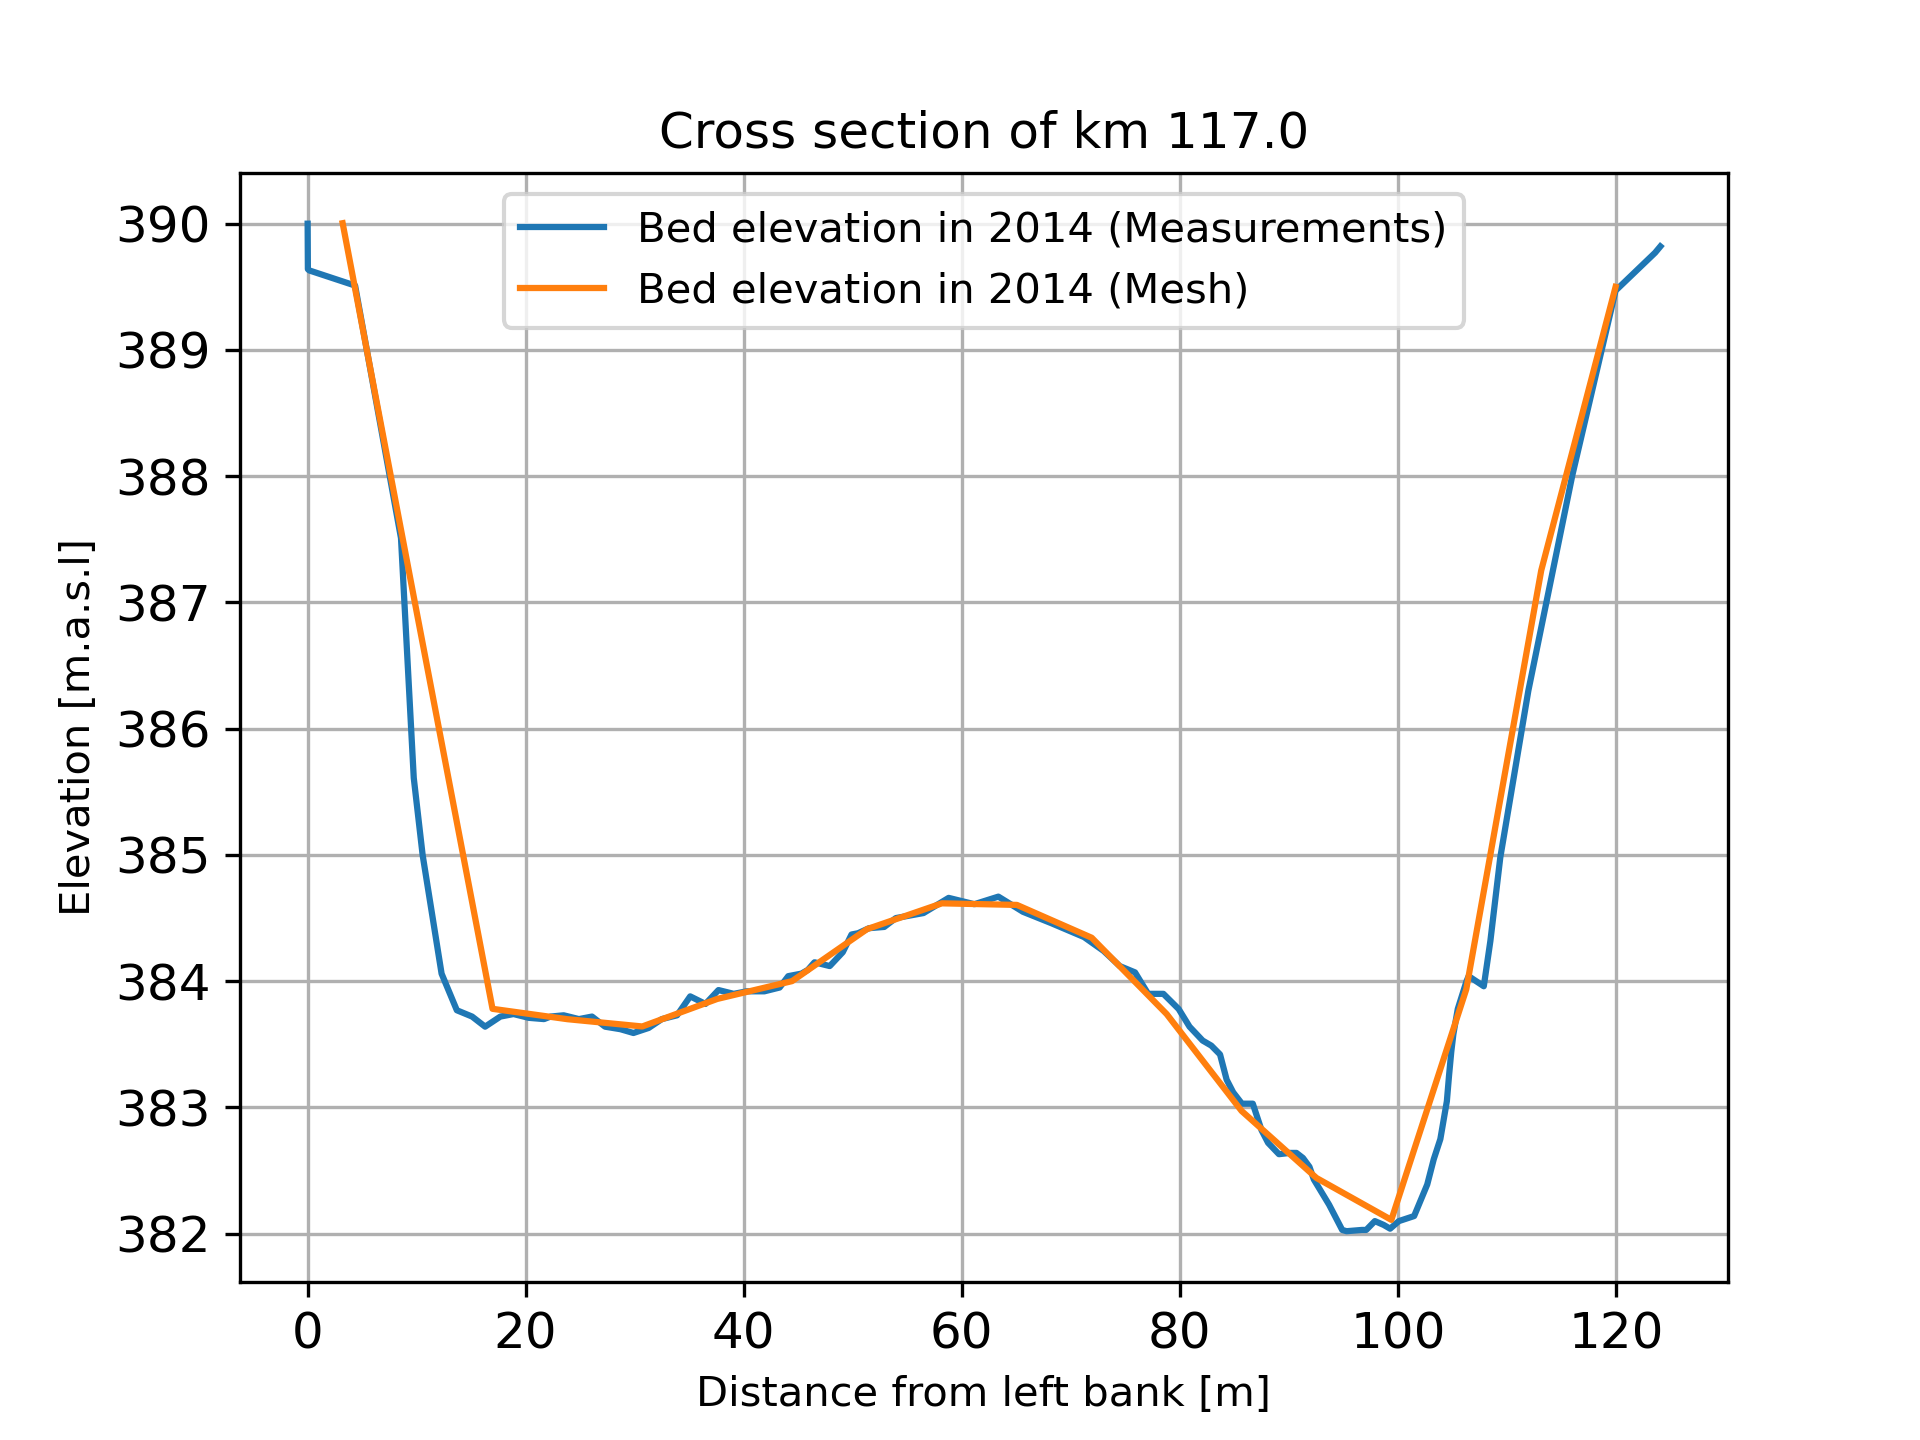 Cross section of km 117.0
Bed elevation in 2014 (Measurements)
Bed elevation in 2014 (Mesh)
Elevation [m.a.s.l]
390
389
388
387
386
385
384
383
382
0 20 40 60 80 100 120
Distance from left bank [m]